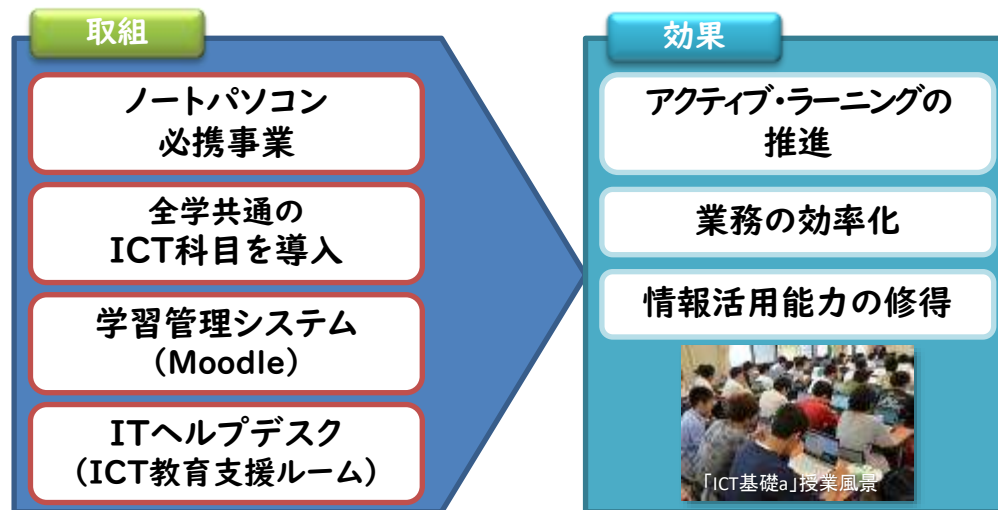 取組
ノートパソコン
必携事業
全学共通の
ICT科目を導入
学習管理システム
(Moodle)
ITヘルプデスク
(ICT教育支援ルーム)
効果
アクティブ・ラーニングの
推進
業務の効率化
情報活用能力の修得
「ICT基礎a」授業風景